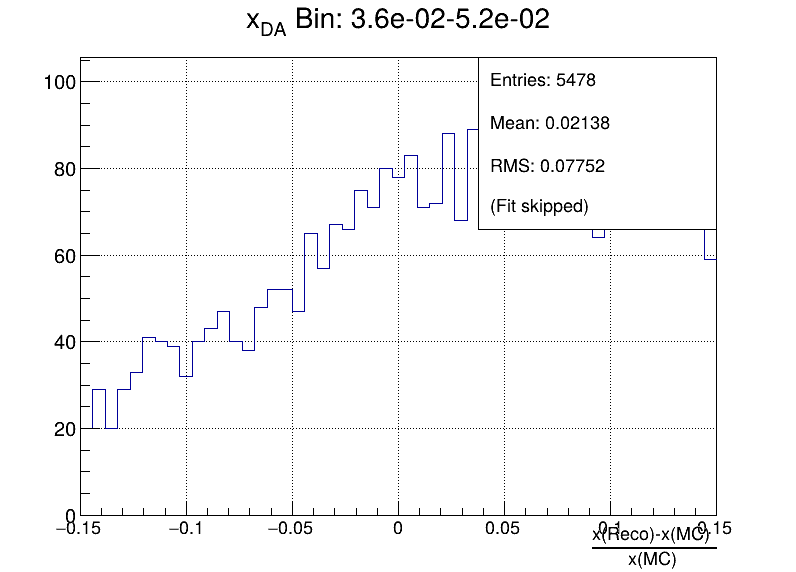 x_DA Bin: 3.6e-02-5.2e-02
Entries: 5478
Mean: 0.02138
RMS: 0.07752
(Fit skipped)
100
80
60
40
20
0
−0.15 −0.1 −0.05 0 0.05 0.1 0.15
x(Reco)-x(MC)
x(MC)